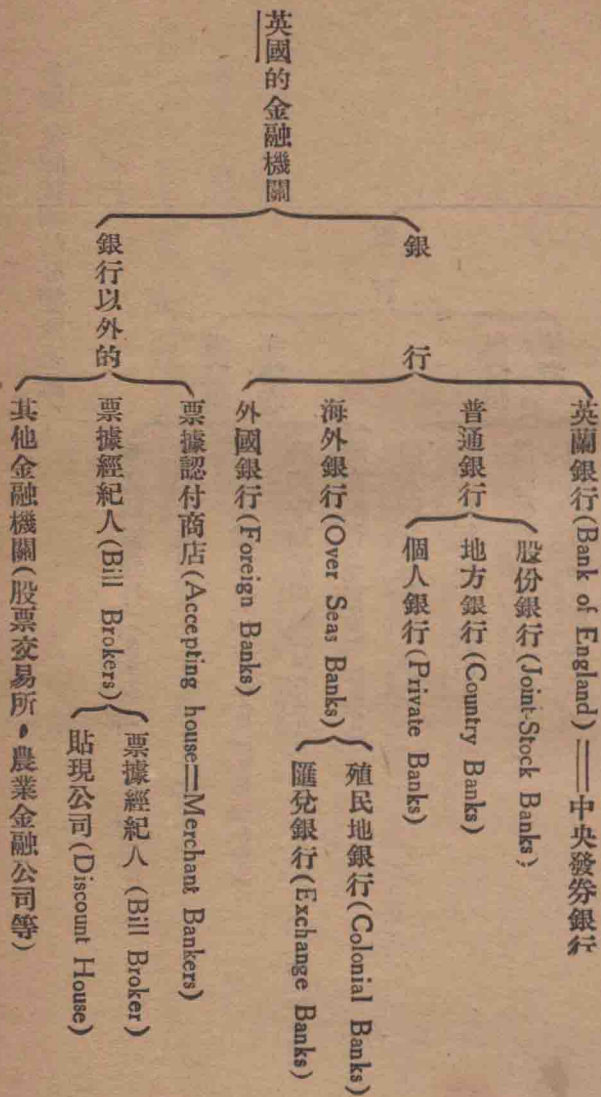 英國的金融機關
銀行
英蘭銀行(Bank of England)——中央發券銀行
普通銀行
股份銀行(Joint-Stock Banks)
地方銀行(Country Banks)
個人銀行(Private Banks)
海外銀行(Over Seas Banks)
殖民地銀行(Colonial Banks)
匯兌銀行(Exchange Banks)
外國銀行(Foreign Banks)
銀行以外的
票據認付商店(Accepting house—Merchant Bankers)
票據經紀人(Bill Brokers)
票據經紀人 (Bill Broker)
貼現公司(Discount House)
其他金融機關(股票交易所，農業金融公司等)